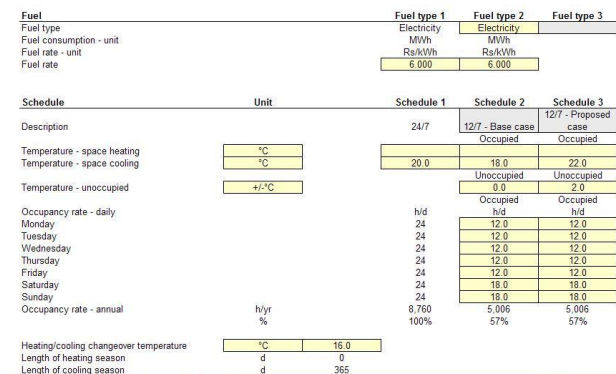 Fuel Fuel type 1 Fuel type 2 Fuel type 3
Fuel type Electricity Electricity
Fuel consumption - unit MWh MWh
Fuel rate - unit Rs/kWh Rs/kWh
Fuel rate 6.000 6.000
Schedule Unit Schedule 1 Schedule 2 Schedule 3
Description 24/7 12/7 - Base case 12/7 - Proposed case
Occupied Occupied
Temperature - space heating °C
Temperature - space cooling °C 20.0 18.0 22.0
Unoccupied Unoccupied
Temperature - unoccupied +/-°C 0.0 2.0
Occupied Occupied
Occupancy rate - daily h/d h/d h/d
Monday 24 12.0 12.0
Tuesday 24 12.0 12.0
Wednesday 24 12.0 12.0
Thursday 24 12.0 12.0
Friday 24 12.0 12.0
Saturday 24 18.0 18.0
Sunday 24 18.0 18.0
Occupancy rate - annual h/yr 8,760 5,006 5,006
% 100% 57% 57%
Heating/cooling changeover temperature °C 16.0
Length of heating season d 0
Length of cooling season d 365